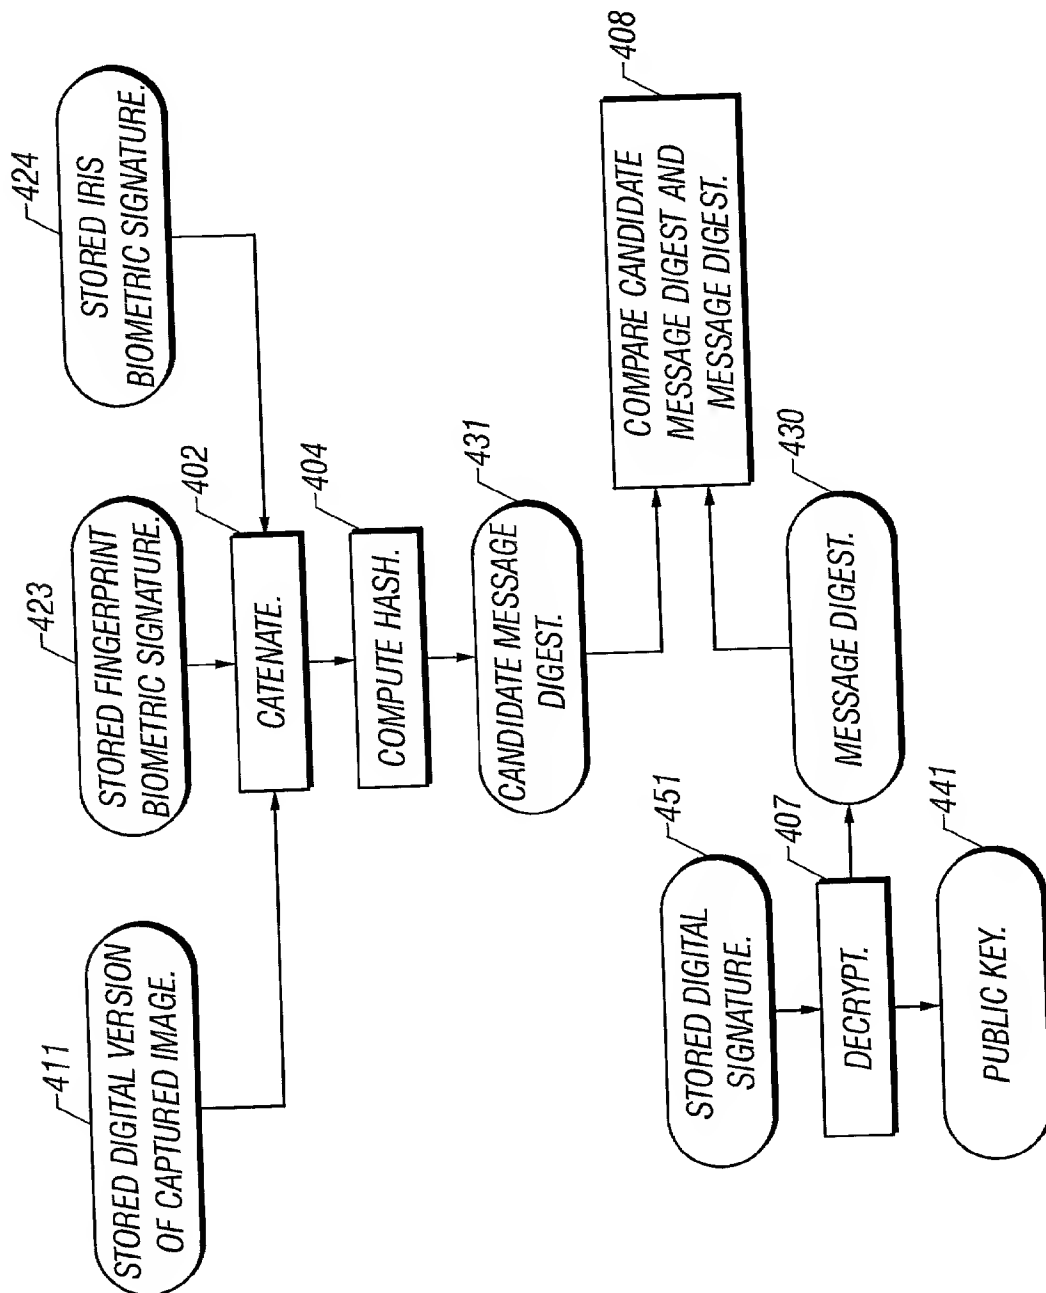 411
STORED DIGITAL VERSION
OF CAPTURED IMAGE.
423
STORED FINGERPRINT
BIOMETRIC SIGNATURE.
424
STORED IRIS
BIOMETRIC SIGNATURE.
402
CATENATE.
404
COMPUTE HASH.
431
CANDIDATE MESSAGE
DIGEST.
408
COMPARE CANDIDATE
MESSAGE DIGEST AND
MESSAGE DIGEST.
451
STORED DIGITAL
SIGNATURE.
407
DECRYPT.
430
MESSAGE DIGEST.
441
PUBLIC KEY.